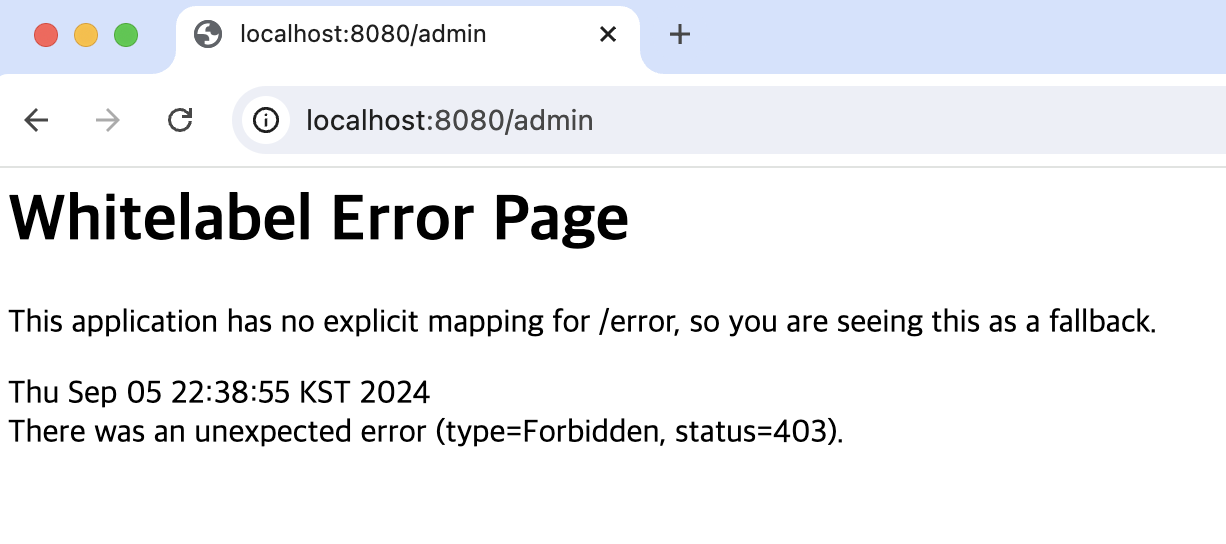 localhost:8080/admin
localhost:8080/admin
Whitelabel Error Page
This application has no explicit mapping for /error, so you are seeing this as a fallback.
Thu Sep 05 22:38:55 KST 2024
There was an unexpected error (type=Forbidden, status=403).